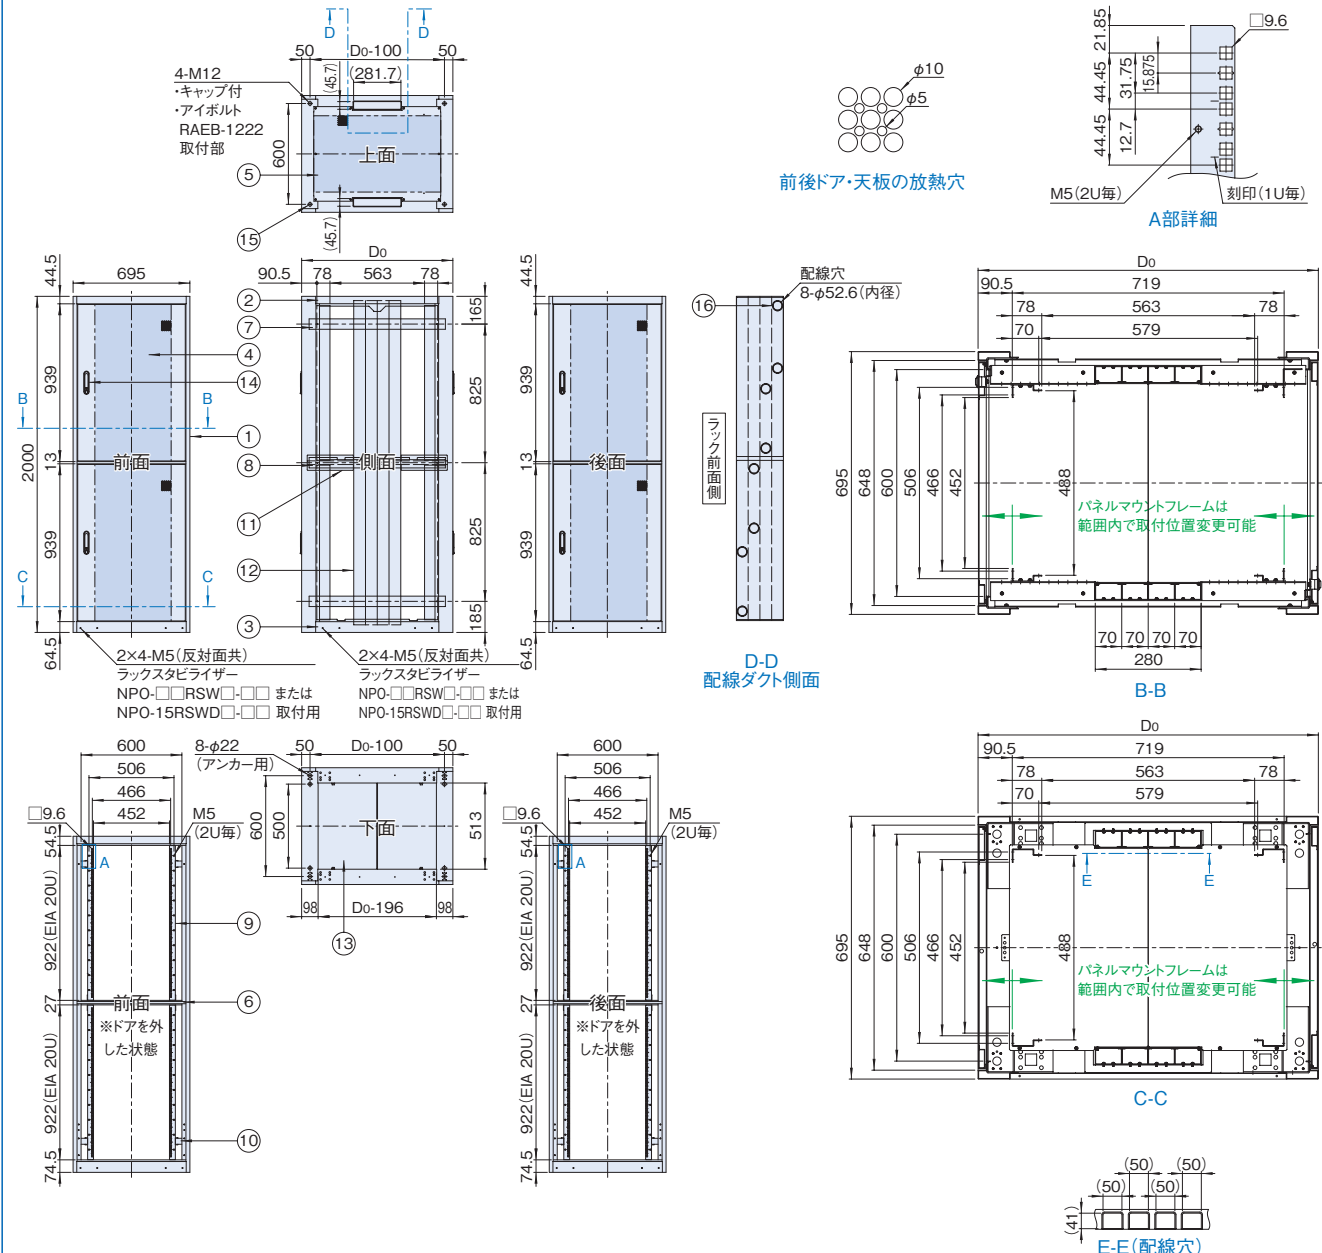 D
D
50
D0-100
50
(281.7)
(45.7)
4-M12
・キャップ付
・アイボルト
RAEB-1222
取付部
600
上面
⑤
(45.7)
⑮
φ10
φ5
前後ドア・天板の放熱穴
□9.6
21.85
44.45
31.75
15.875
44.45
12.7
M5(2U毎)
刻印(1U毎)
A部詳細
44.5
695
2000
939
13
939
64.5
B
B
C
C
前面
②
⑦
④
⑭
①
⑧
⑪
⑫
③
D0
90.5
78
563
78
165
825
825
185
側面
939
13
939
64.5
後面
2×4-M5(反対面共)
ラックスタビライザー
NPO-□□RSW□-□□ または
NPO-15RSWD□-□□ 取付用
2×4-M5(反対面共)
ラックスタビライザー
NPO-□□RSW□-□□ または
NPO-15RSWD□-□□ 取付用
⑯
配線穴
8-φ52.6(内径)
ラック前面側
D-D
配線ダクト側面
D0
90.5
719
78
563
78
70
579
695
648
600
506
466
452
488
パネルマウントフレームは
範囲内で取付位置変更可能
70
70
70
70
280
B-B
600
506
466
452
□9.6
M5
(2U毎)
A
54.5
922(EIA 20U)
27
922(EIA 20U)
74.5
前面
※ドアを外
した状態
⑨
⑥
⑩
8-φ22
(アンカー用)
50
D0-100
50
600
500
513
下面
98
D0-196
98
⑬
600
506
466
452
□9.6
M5
(2U毎)
A
54.5
922(EIA 20U)
27
922(EIA 20U)
74.5
後面
※ドアを外
した状態
D0
90.5
719
78
563
78
70
579
695
648
600
506
466
452
488
E
E
パネルマウントフレームは
範囲内で取付位置変更可能
C-C
(50)
(50)
(50)
(50)
(41)
E-E(配線穴)